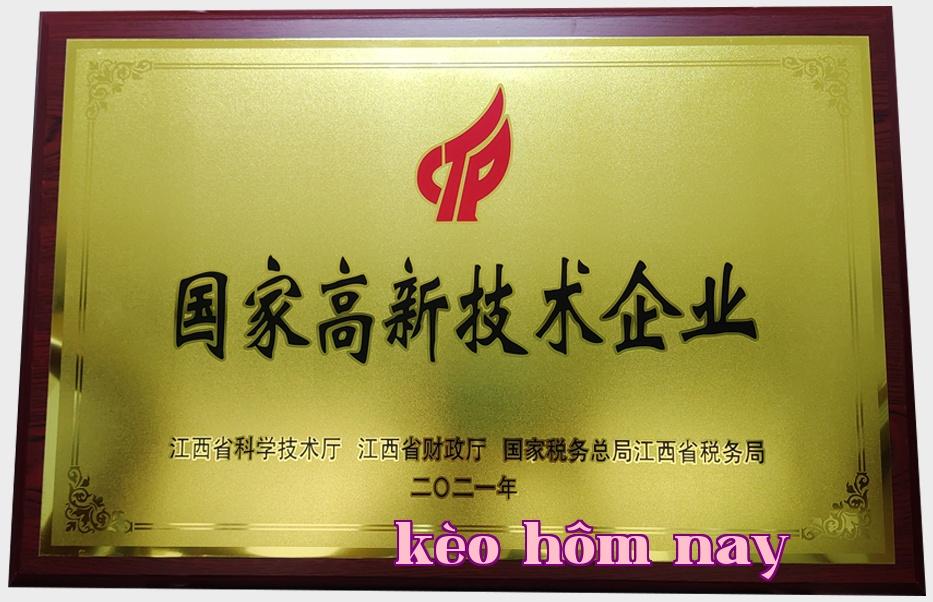 国家高新技术企业
江西省科学技术厅 江西省财政厅 国家税务总局江西省税务局
二〇二一年
kèo hôm nay